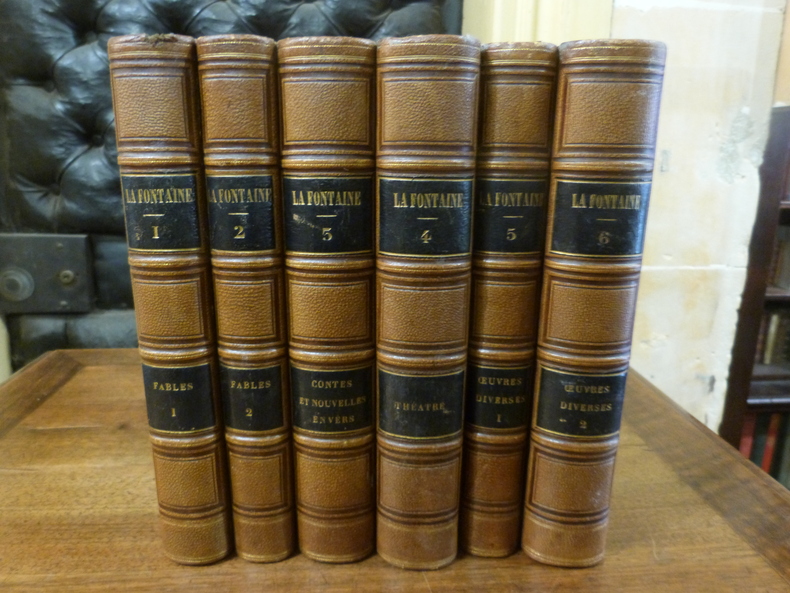 LA FONTAINE
1
FABLES
1
LA FONTAINE
2
FABLES
2
LA FONTAINE
3
CONTES
ET NOUVELLES
EN VERS
LA FONTAINE
4
THÉATRE
LA FONTAINE
5
ŒUVRES
DIVERSES
1
LA FONTAINE
6
ŒUVRES
DIVERSES
2